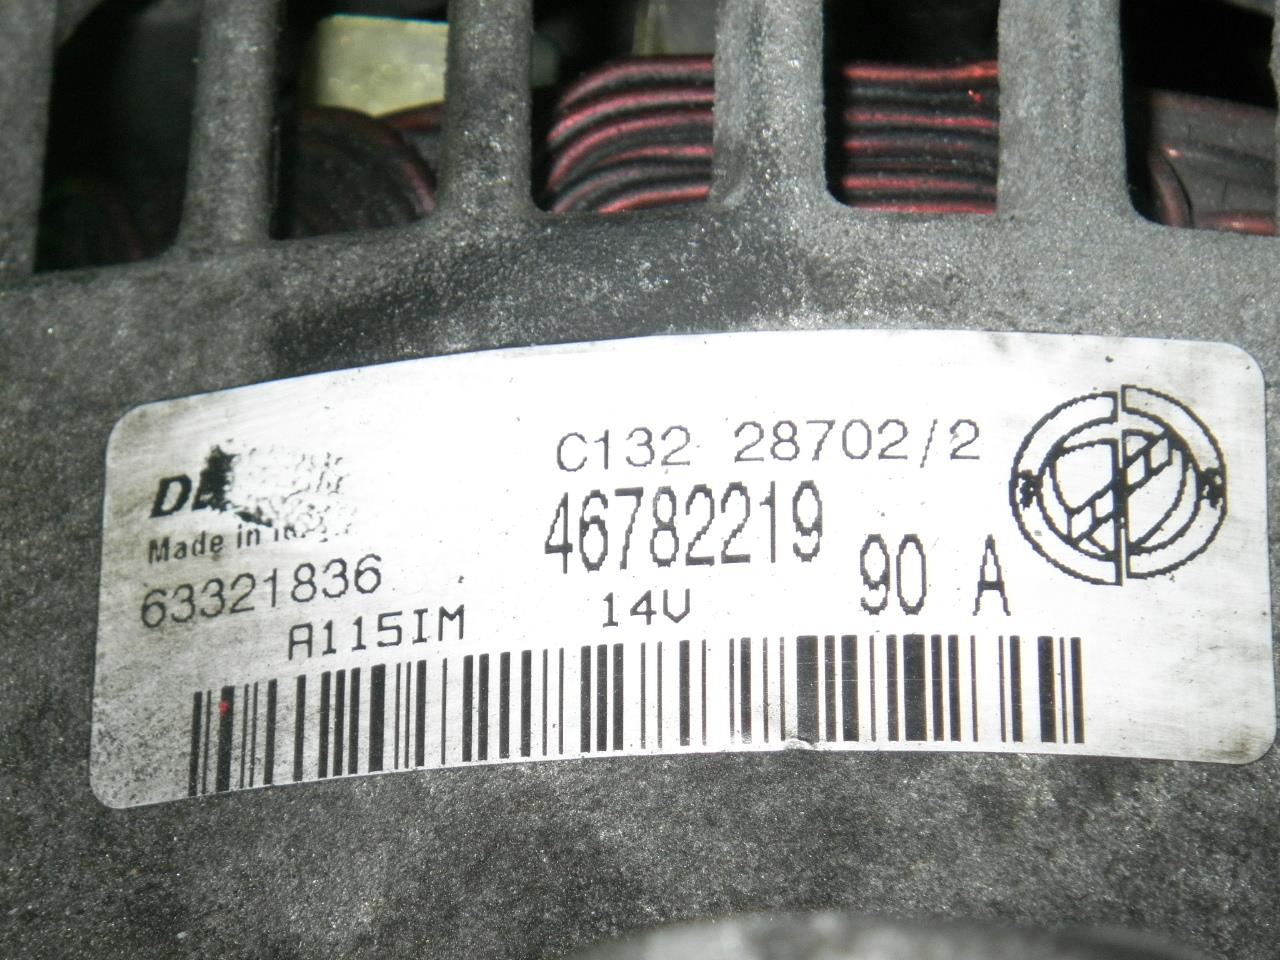 C132 28702/2
46782219
Made in
63321836
A115IM
14V
90 A